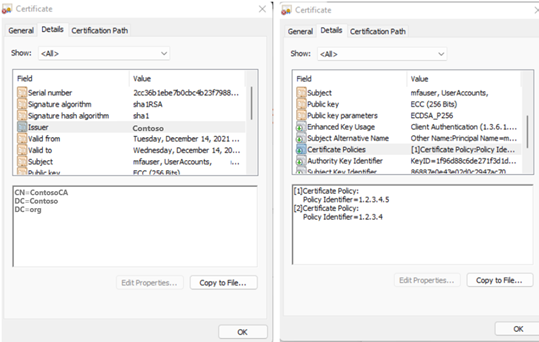 Certificate
General Details Certification Path
Show: <All>
Field Value
Serial number 2cc36b1ebe7b0cbc4b23f7988...
Signature algorithm sha1RSA
Signature hash algorithm sha1
Issuer Contoso
Valid from Tuesday, December 14, 2021 ...
Valid to Wednesday, December 14, 20...
Subject mfauser, UserAccounts,
Public key ECC (256 Bits)
CN=ContosoCA
DC=Contoso
DC=org
Edit Properties... Copy to File...
OK
Certificate
General Details Certification Path
Show: <All>
Field Value
Subject mfauser, UserAccounts,
Public key ECC (256 Bits)
Public key parameters ECDSA_P256
Enhanced Key Usage Client Authentication (1.3.6.1....
Subject Alternative Name Other Name:Principal Name=m...
Certificate Policies [1]Certificate Policy:Policy Ide...
Authority Key Identifier KeyID=1f96d88c6de271f3d1d...
Subject Key Identifier 86887e0e43e02d0c2947ac70
[1]Certificate Policy:
Policy Identifier=1.2.3.4.5
[2]Certificate Policy:
Policy Identifier=1.2.3.4
Edit Properties... Copy to File...
OK